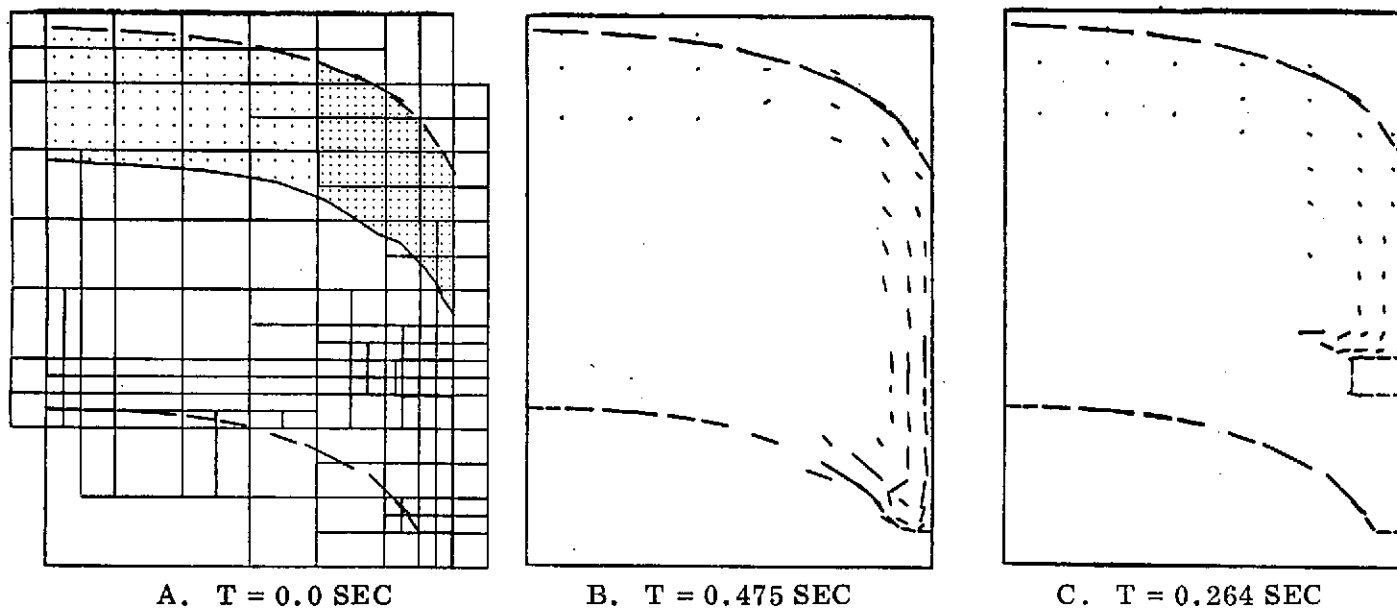 A. T = 0.0 SEC
B. T = 0.475 SEC
C. T = 0.264 SEC